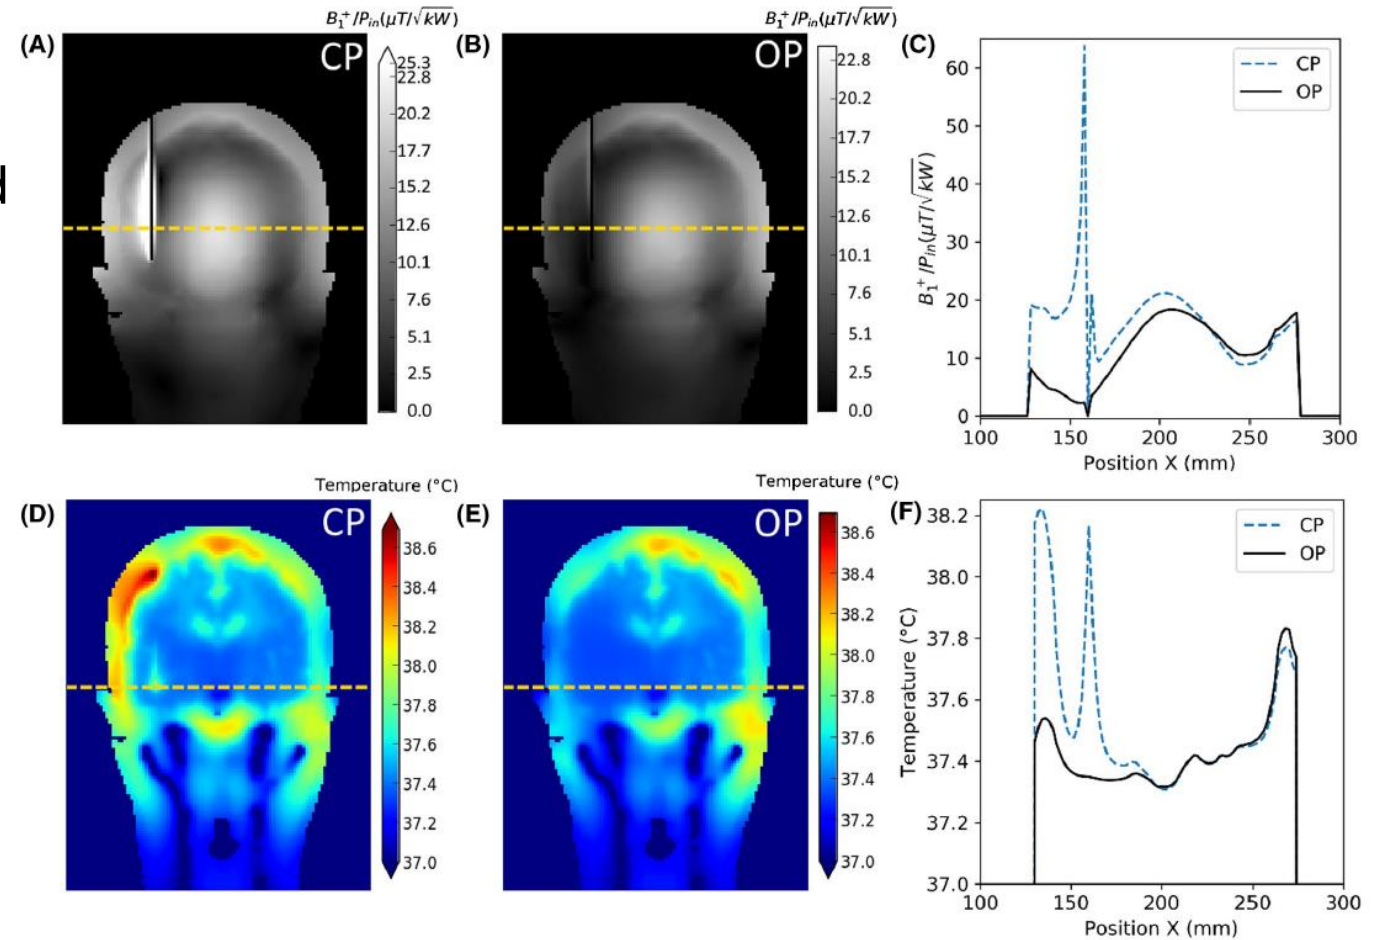 d
(A)
B₁⁺/Pᵢₙ(μT/√kW)
CP
25.3
22.8
20.2
17.7
15.2
12.6
10.1
7.6
5.1
2.5
0.0
(B)
B₁⁺/Pᵢₙ(μT/√kW)
OP
22.8
20.2
17.7
15.2
12.6
10.1
7.6
5.1
2.5
0.0
(C)
CP
OP
B₁⁺/Pᵢₙ(μT/√kW)
60
50
40
30
20
10
0
100 150 200 250 300
Position X (mm)
(D)
Temperature (°C)
CP
38.6
38.4
38.2
38.0
37.8
37.6
37.4
37.2
37.0
(E)
Temperature (°C)
OP
38.6
38.4
38.2
38.0
37.8
37.6
37.4
37.2
37.0
(F)
CP
OP
Temperature (°C)
38.2
38.0
37.8
37.6
37.4
37.2
37.0
100 150 200 250 300
Position X (mm)